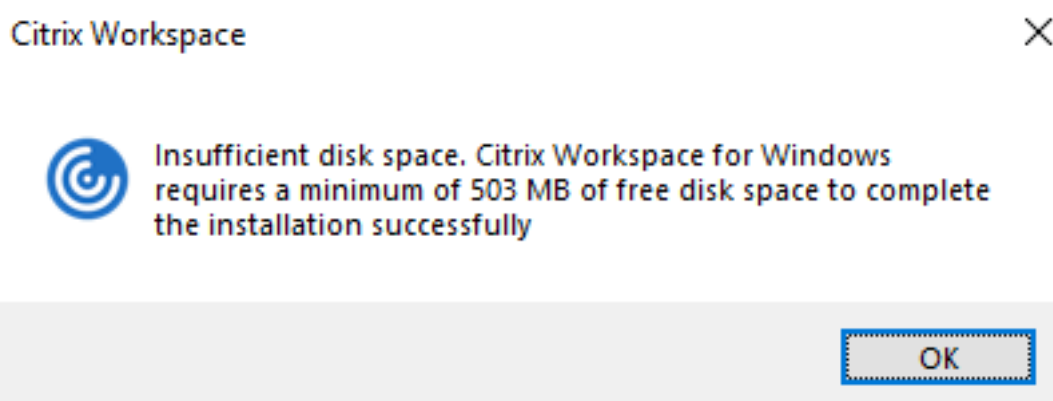 Citrix Workspace
Insufficient disk space. Citrix Workspace for Windows
requires a minimum of 503 MB of free disk space to complete
the installation successfully
OK